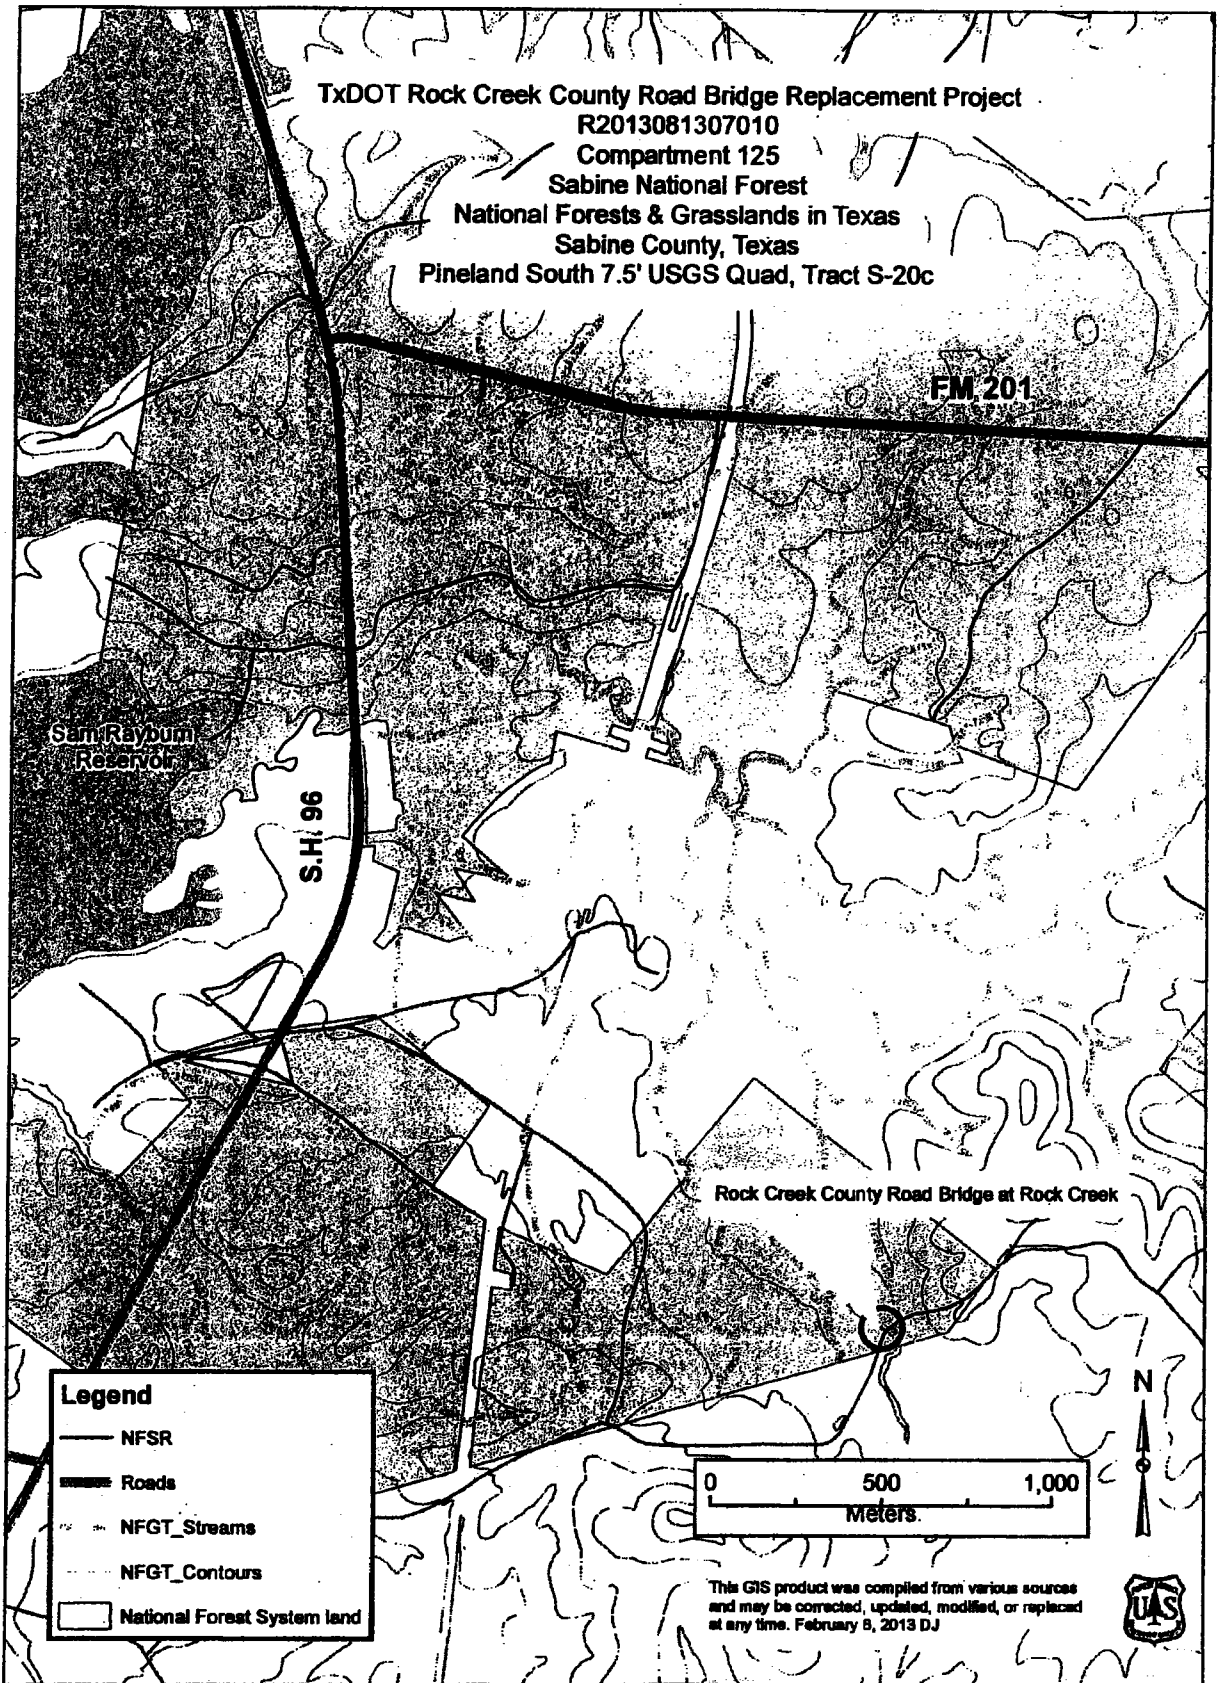 TxDOT Rock Creek County Road Bridge Replacement Project
R2013081307010
Compartment 125
Sabine National Forest
National Forests & Grasslands in Texas
Sabine County, Texas
Pineland South 7.5' USGS Quad, Tract S-20c
FM 201
Sam Rayburn
Reservoir
S.H. 96
Rock Creek County Road Bridge at Rock Creek
Legend
NFSR
Roads
NFGT_Streams
NFGT_Contours
National Forest System land
N
0 500 1,000
Meters
This GIS product was compiled from various sources
and may be corrected, updated, modified, or replaced
at any time. February 8, 2013 DJ
UAS